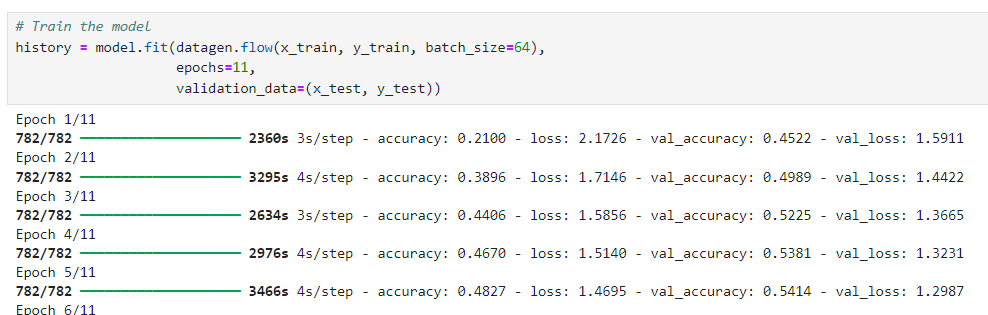 # Train the model
history = model.fit(datagen.flow(x_train, y_train, batch_size=64),
epochs=11,
validation_data=(x_test, y_test))
Epoch 1/11
782/782 2360s 3s/step - accuracy: 0.2100 - loss: 2.1726 - val_accuracy: 0.4522 - val_loss: 1.5911
Epoch 2/11
782/782 3295s 4s/step - accuracy: 0.3896 - loss: 1.7146 - val_accuracy: 0.4989 - val_loss: 1.4422
Epoch 3/11
782/782 2634s 3s/step - accuracy: 0.4406 - loss: 1.5856 - val_accuracy: 0.5225 - val_loss: 1.3665
Epoch 4/11
782/782 2976s 4s/step - accuracy: 0.4670 - loss: 1.5140 - val_accuracy: 0.5381 - val_loss: 1.3231
Epoch 5/11
782/782 3466s 4s/step - accuracy: 0.4827 - loss: 1.4695 - val_accuracy: 0.5414 - val_loss: 1.2987
Epoch 6/11